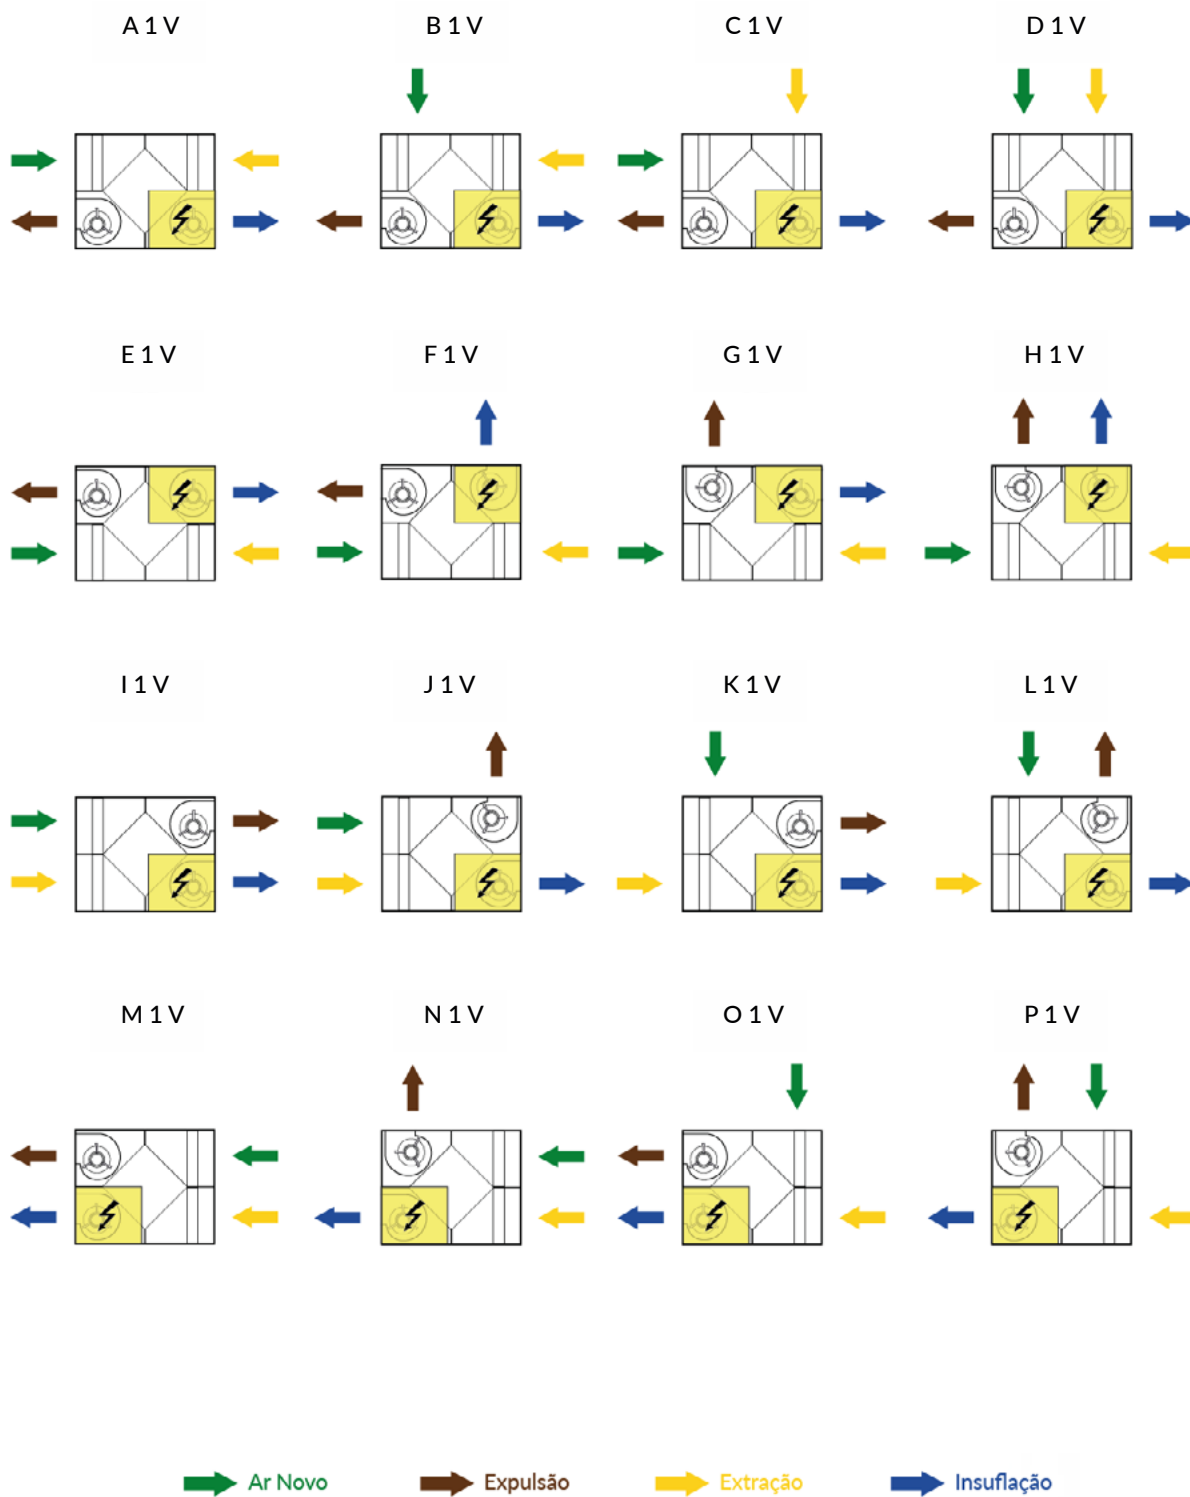 A 1 V B 1 V C 1 V D 1 V
E 1 V F 1 V G 1 V H 1 V
I 1 V J 1 V K 1 V L 1 V
M 1 V N 1 V O 1 V P 1 V
Ar Novo Expulsão Extração Insuflação